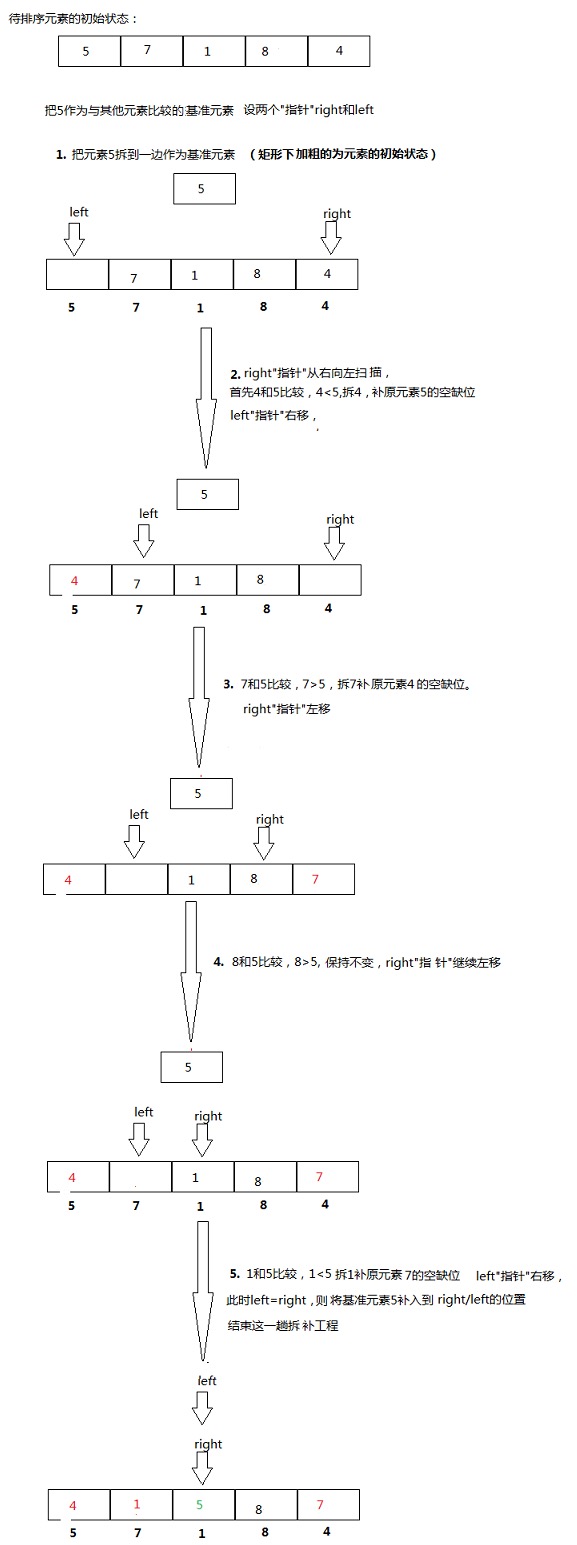 待排序元素的初始状态：
5 7 1 8 4
把5作为与其他元素比较的基准元素 设两个"指针"right和left
1. 把元素5拆到一边作为基准元素 （矩形下加粗的为元素的初始状态）
5
left right
7 1 8 4
5 7 1 8 4
2. right"指针"从右向左扫描，
首先4和5比较，4<5,拆4，补原元素5的空缺位
left"指针"右移，
5
left right
4 7 1 8
5 7 1 8 4
3. 7和5比较，7>5，拆7补原元素4的空缺位。
right"指针"左移
5
left right
4 1 8 7
4. 8和5比较，8>5, 保持不变，right"指针"继续左移
5
left right
4 1 8 7
5 7 1 8 4
5. 1和5比较，1<5 拆1补原元素7的空缺位 left"指针"右移，
此时left=right，则将基准元素5补入到right/left的位置
结束这一趟拆补工程
left
right
4 1 5 8 7
5 7 1 8 4